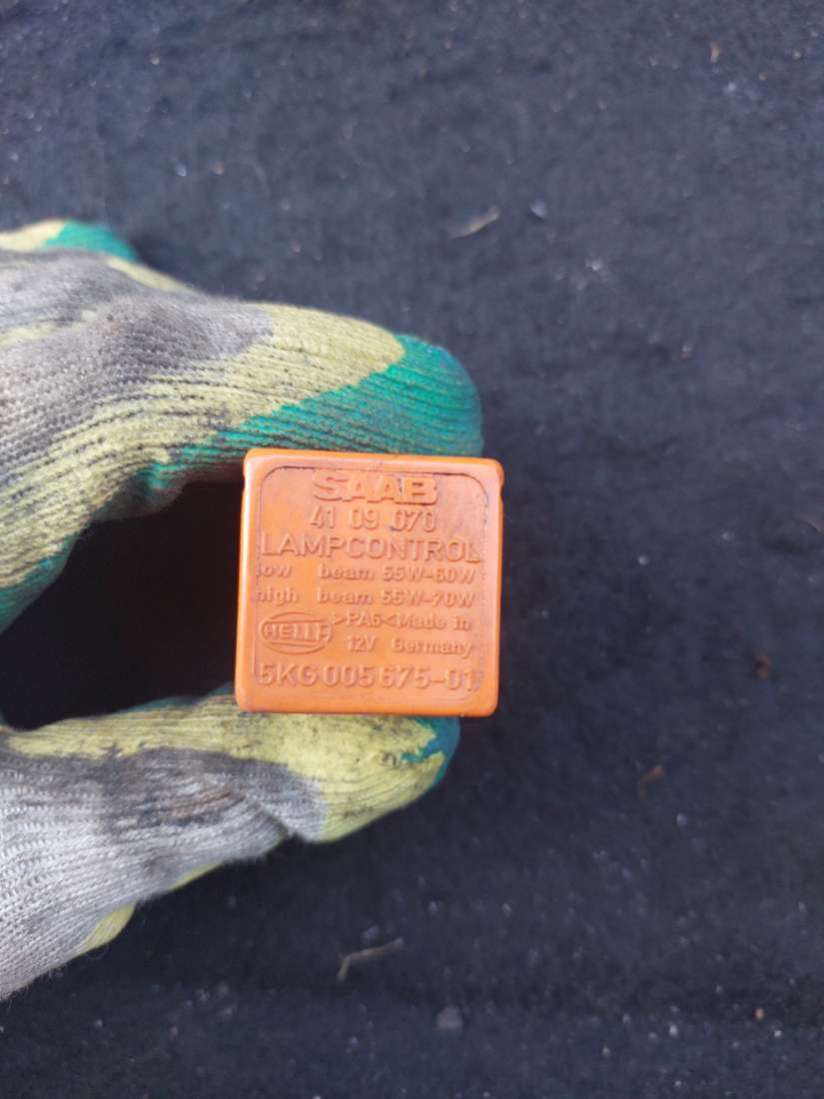 SAAB
41 09 070
LAMPCONTROL
low beam 55W-60W
high beam 55W-70W
HELLA >PA6<Made in
12V Germany
5KG 005 675-01